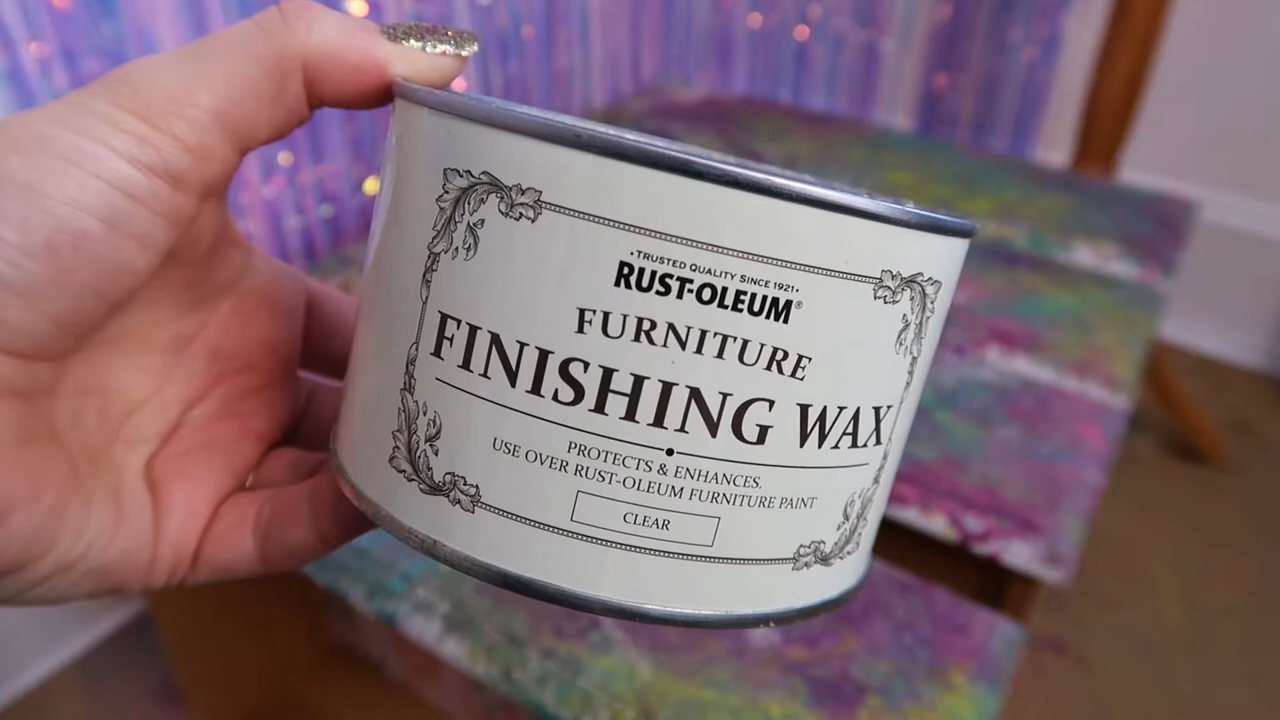 •TRUSTED QUALITY SINCE 1921•
RUST-OLEUM®
FURNITURE
FINISHING WAX
PROTECTS & ENHANCES.
USE OVER RUST-OLEUM FURNITURE PAINT
CLEAR